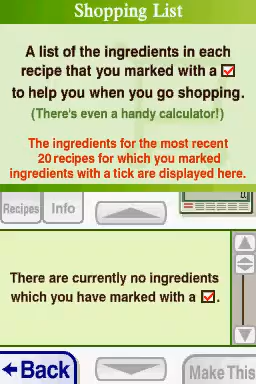 Shopping List
A list of the ingredients in each
recipe that you marked with a ☑
to help you when you go shopping.
(There's even a handy calculator!)
The ingredients for the most recent
20 recipes for which you marked
ingredients with a tick are displayed here.
Recipes Info
There are currently no ingredients
which you have marked with a ☑.
Back
Make This